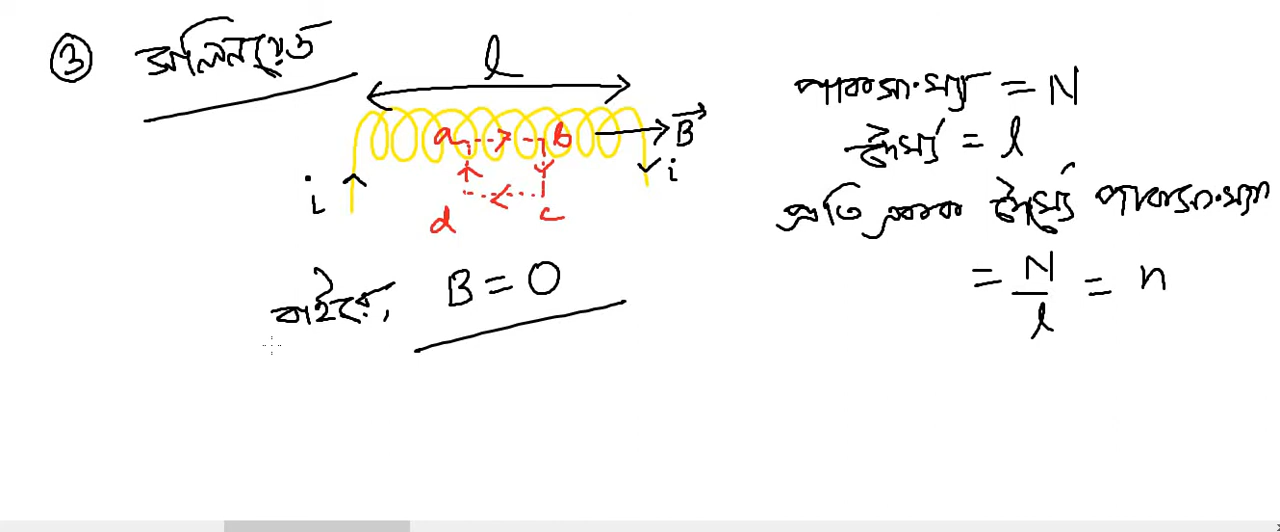 ③ সলিনয়েড
l
a b
B⃗
i i
d c
বাইরে, B = 0
পাকসংখ্যা = N
দৈর্ঘ্য = l
প্রতি একক দৈর্ঘ্যে পাকসংখ্যা
= N/l = n